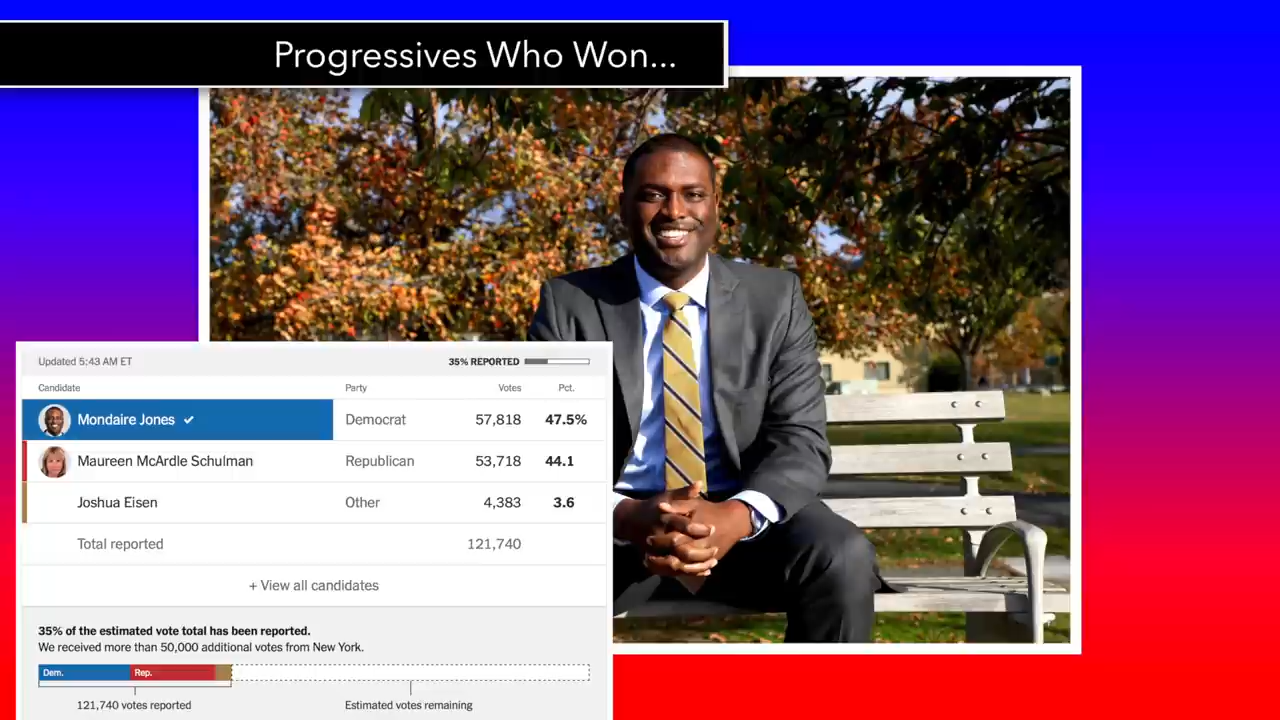 Progressives Who Won...
Updated 5:43 AM ET 35% REPORTED
Candidate Party Votes Pct.
Mondaire Jones ✓ Democrat 57,818 47.5%
Maureen McArdle Schulman Republican 53,718 44.1
Joshua Eisen Other 4,383 3.6
Total reported 121,740
+ View all candidates
35% of the estimated vote total has been reported.
We received more than 50,000 additional votes from New York.
Dem. Rep.
121,740 votes reported Estimated votes remaining